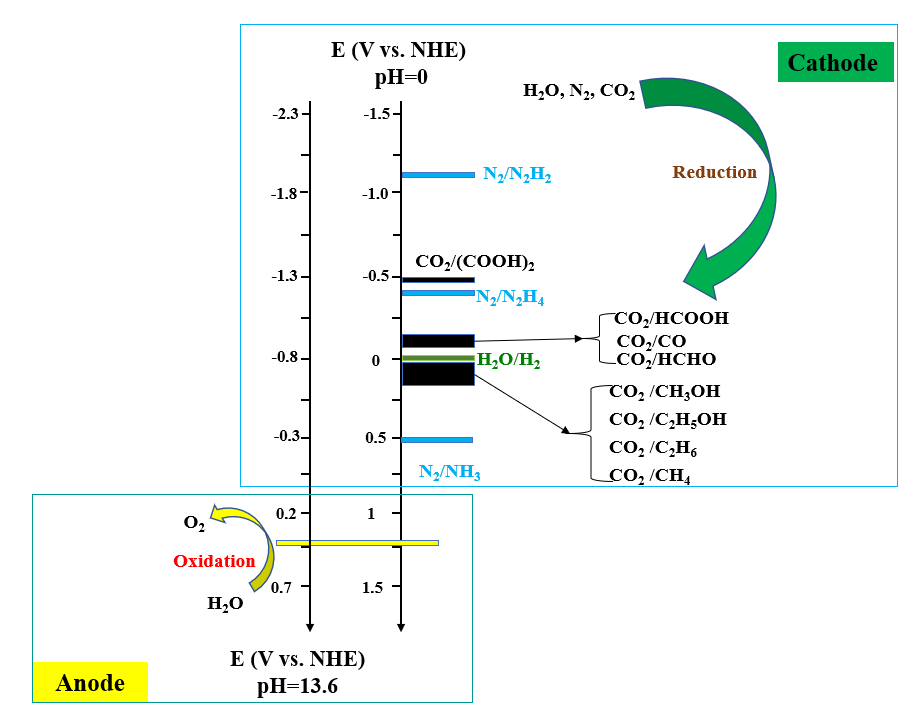 E (V vs. NHE)
pH=0
Cathode
H₂O, N₂, CO₂
Reduction
-2.3
-1.5
N₂/N₂H₂
-1.8
-1.0
CO₂/(COOH)₂
-1.3
-0.5
N₂/N₂H₄
CO₂/HCOOH
CO₂/CO
CO₂/HCHO
-0.8
0
H₂O/H₂
CO₂ /CH₃OH
CO₂ /C₂H₅OH
CO₂ /C₂H₆
CO₂ /CH₄
-0.3
0.5
N₂/NH₃
0.2
1
O₂
Oxidation
H₂O
0.7
1.5
E (V vs. NHE)
pH=13.6
Anode